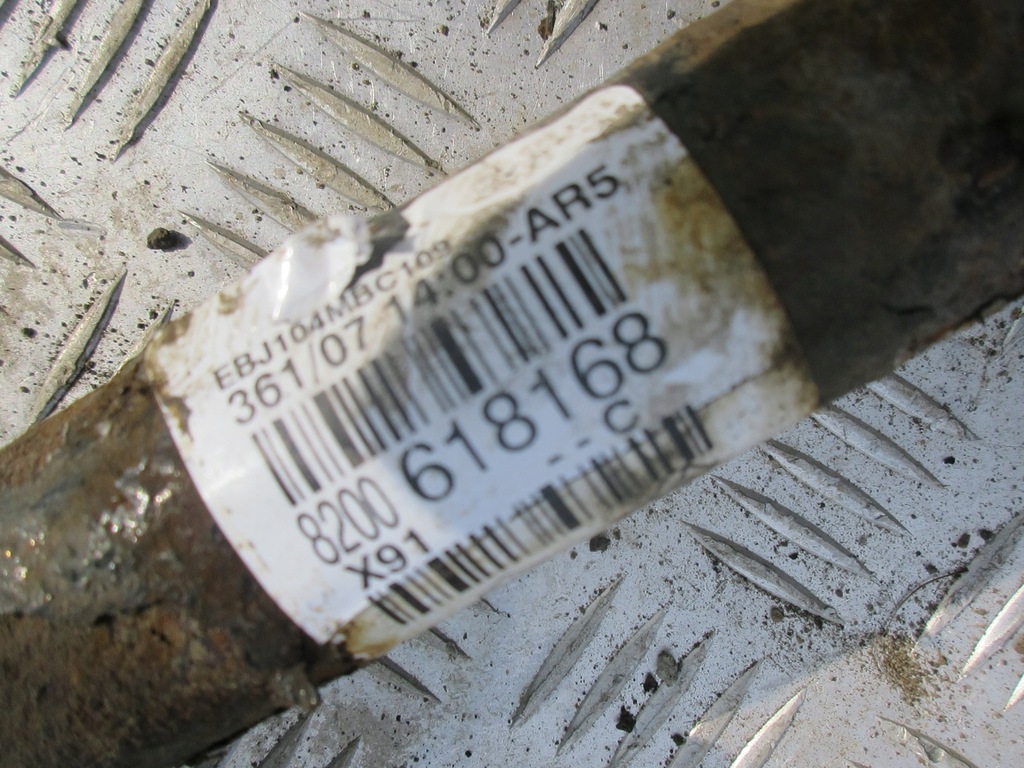 EBJ104MBC109
361/07 14:00-AR5
8200 618168
X91 - - C